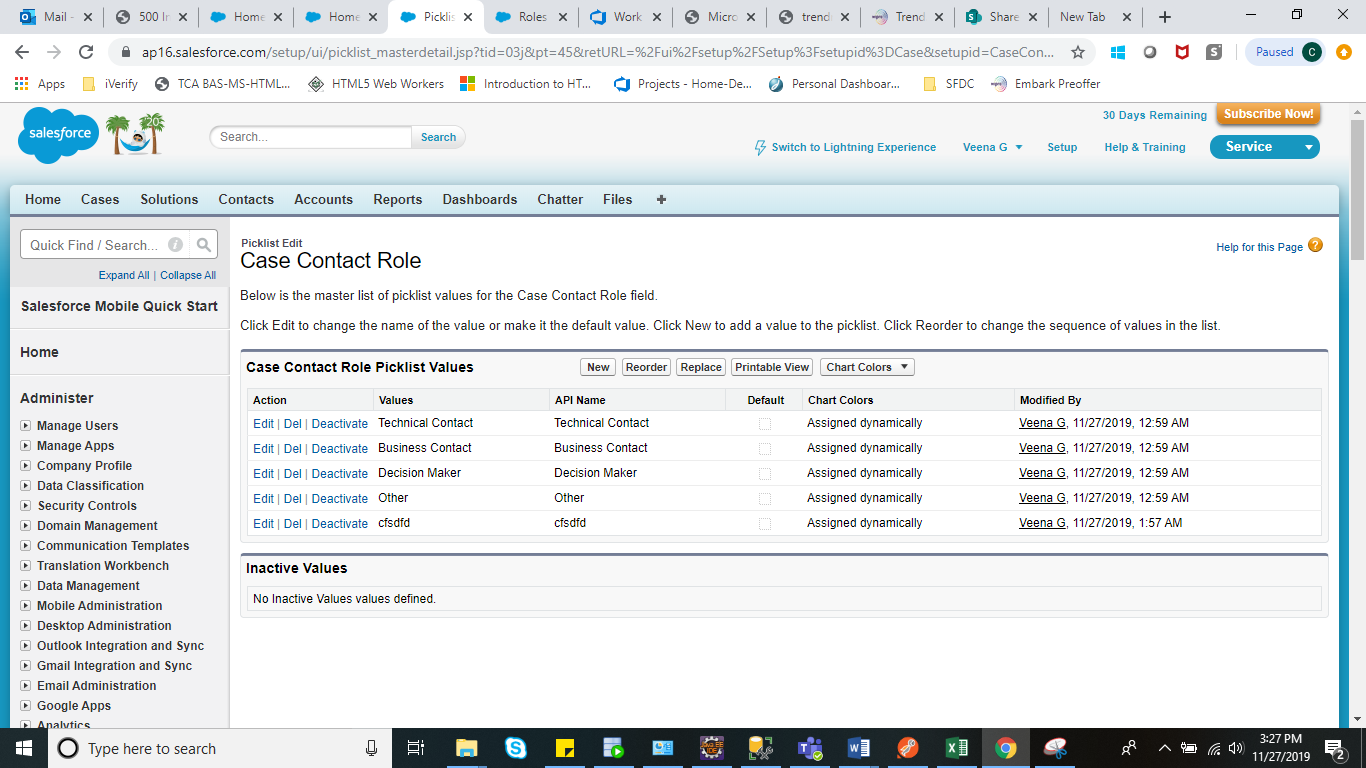 Mail -
500 In
Home
Home
Picklis
Roles
Work
Micro
trend
Trend
Share
New Tab
ap16.salesforce.com/setup/ui/picklist_masterdetail.jsp?tid=03j&pt=45&retURL=%2Fui%2Fsetup%2FSetup%3Fsetupid%3DCase&setupid=CaseCon...
Paused C
Apps
iVerify
TCA BAS-MS-HTML...
HTML5 Web Workers
Introduction to HT...
Projects - Home-De...
Personal Dashboar...
SFDC
Embark Preoffer
salesforce
20
Search...
Search
30 Days Remaining
Subscribe Now!
Switch to Lightning Experience
Veena G
Setup
Help & Training
Service
Home Cases Solutions Contacts Accounts Reports Dashboards Chatter Files
Quick Find / Search...
Expand All | Collapse All
Salesforce Mobile Quick Start
Home
Administer
Manage Users
Manage Apps
Company Profile
Data Classification
Security Controls
Domain Management
Communication Templates
Translation Workbench
Data Management
Mobile Administration
Desktop Administration
Outlook Integration and Sync
Gmail Integration and Sync
Email Administration
Google Apps
Analytics
Picklist Edit
Case Contact Role
Help for this Page
Below is the master list of picklist values for the Case Contact Role field.
Click Edit to change the name of the value or make it the default value. Click New to add a value to the picklist. Click Reorder to change the sequence of values in the list.
Case Contact Role Picklist Values
New Reorder Replace Printable View Chart Colors
Action Values API Name Default Chart Colors Modified By
Edit | Del | Deactivate Technical Contact Technical Contact Assigned dynamically Veena G, 11/27/2019, 12:59 AM
Edit | Del | Deactivate Business Contact Business Contact Assigned dynamically Veena G, 11/27/2019, 12:59 AM
Edit | Del | Deactivate Decision Maker Decision Maker Assigned dynamically Veena G, 11/27/2019, 12:59 AM
Edit | Del | Deactivate Other Other Assigned dynamically Veena G, 11/27/2019, 12:59 AM
Edit | Del | Deactivate cfsdfd cfsdfd Assigned dynamically Veena G, 11/27/2019, 1:57 AM
Inactive Values
No Inactive Values values defined.
Type here to search
3:27 PM
11/27/2019
2